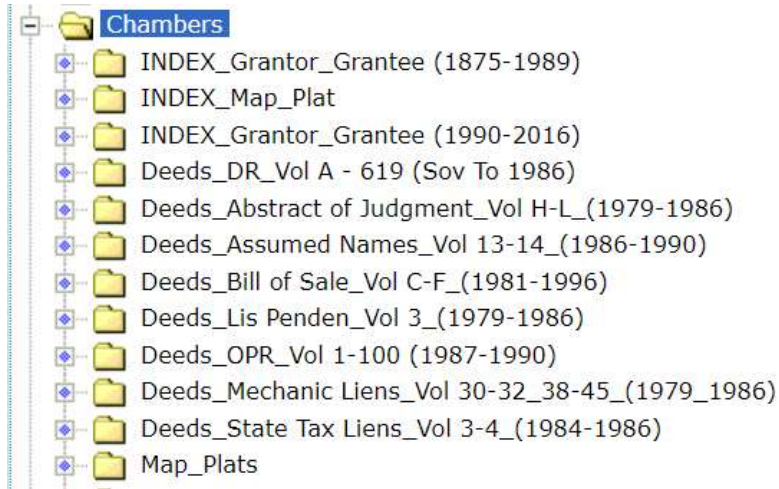 Chambers
INDEX_Grantor_Grantee (1875-1989)
INDEX_Map_Plat
INDEX_Grantor_Grantee (1990-2016)
Deeds_DR_Vol A - 619 (Sov To 1986)
Deeds_Abstract of Judgment_Vol H-L_(1979-1986)
Deeds_Assumed Names_Vol 13-14_(1986-1990)
Deeds_Bill of Sale_Vol C-F_(1981-1996)
Deeds_Lis Penden_Vol 3_(1979-1986)
Deeds_OPR_Vol 1-100 (1987-1990)
Deeds_Mechanic Liens_Vol 30-32_38-45_(1979_1986)
Deeds_State Tax Liens_Vol 3-4_(1984-1986)
Map_Plats